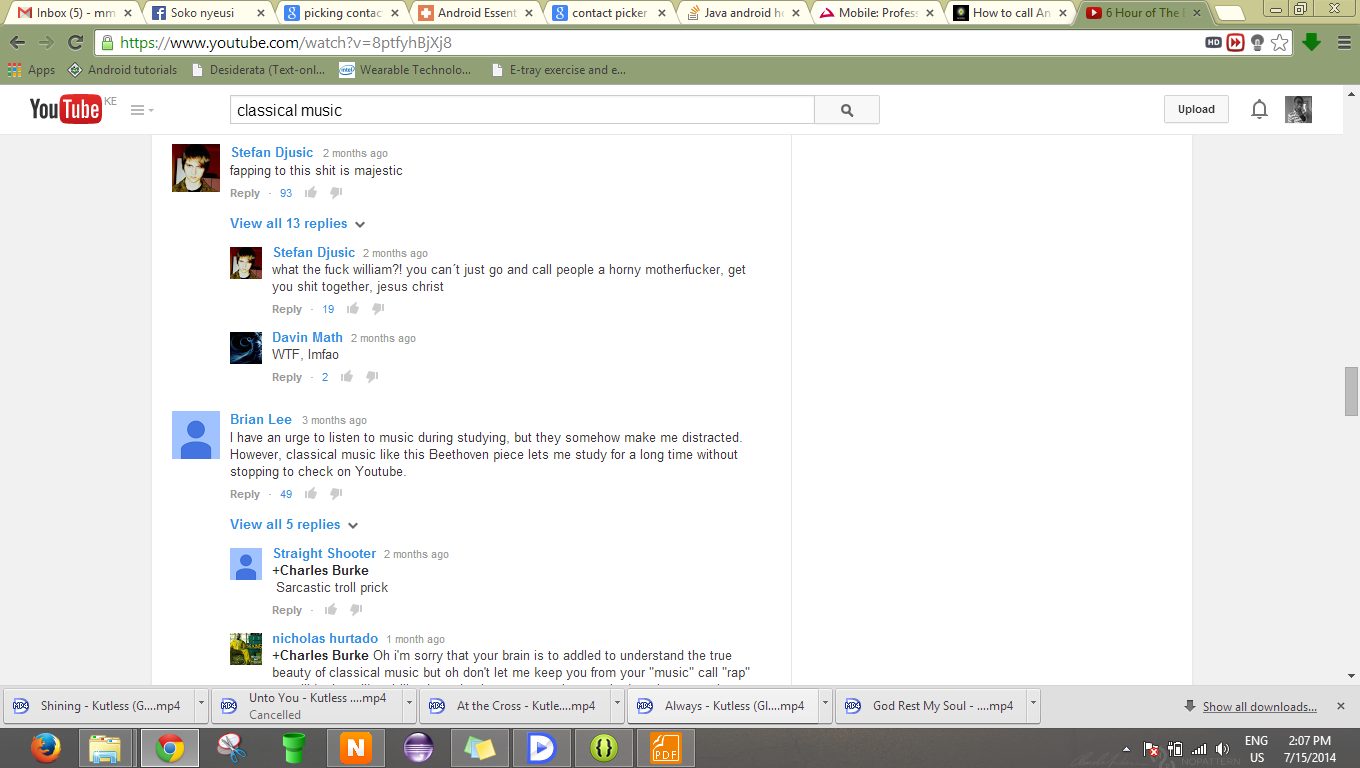 Inbox (5) - mm
Soko nyeusi
picking contac
Android Essent
contact picker
Java android ho
Mobile: Profess
How to call An
6 Hour of The
https://www.youtube.com/watch?v=8ptfyhBjXj8
HD
Apps
Android tutorials
Desiderata (Text-onl...
Wearable Technolo...
E-tray exercise and e...
YouTube KE
classical music
Upload
Stefan Djusic 2 months ago
fapping to this shit is majestic
Reply · 93
View all 13 replies
Stefan Djusic 2 months ago
what the fuck william?! you can´t just go and call people a horny motherfucker, get
you shit together, jesus christ
Reply · 19
Davin Math 2 months ago
WTF, lmfao
Reply · 2
Brian Lee 3 months ago
I have an urge to listen to music during studying, but they somehow make me distracted.
However, classical music like this Beethoven piece lets me study for a long time without
stopping to check on Youtube.
Reply · 49
View all 5 replies
Straight Shooter 2 months ago
+Charles Burke
Sarcastic troll prick
Reply ·
nicholas hurtado 1 month ago
+Charles Burke Oh i'm sorry that your brain is to addled to understand the true
beauty of classical music but oh don't let me keep you from your "music" call "rap"
Shining - Kutless (G....mp4
Unto You - Kutless ....mp4
Cancelled
At the Cross - Kutle....mp4
Always - Kutless (Gl....mp4
God Rest My Soul - ....mp4
Show all downloads...
N
PDF
ENG
US
2:07 PM
7/15/2014
NOPATTERN